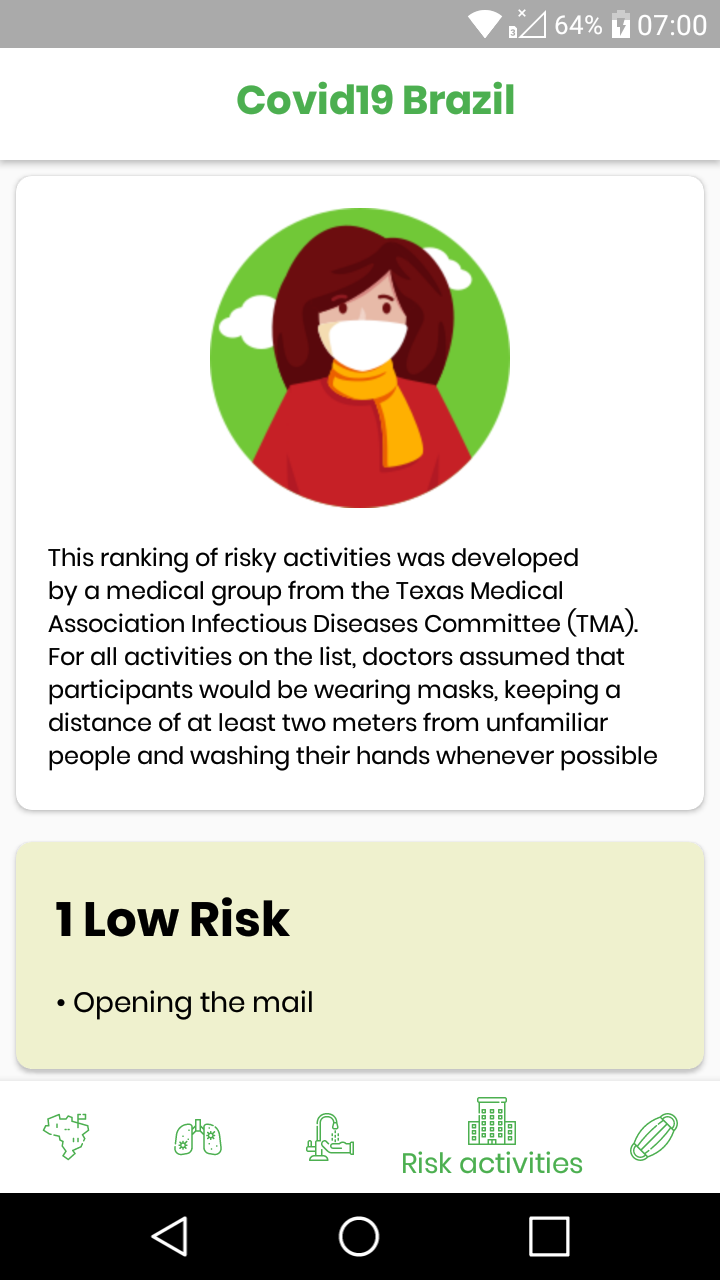 64% 07:00
Covid19 Brazil
This ranking of risky activities was developed
by a medical group from the Texas Medical
Association Infectious Diseases Committee (TMA).
For all activities on the list, doctors assumed that
participants would be wearing masks, keeping a
distance of at least two meters from unfamiliar
people and washing their hands whenever possible
1 Low Risk
• Opening the mail
Risk activities